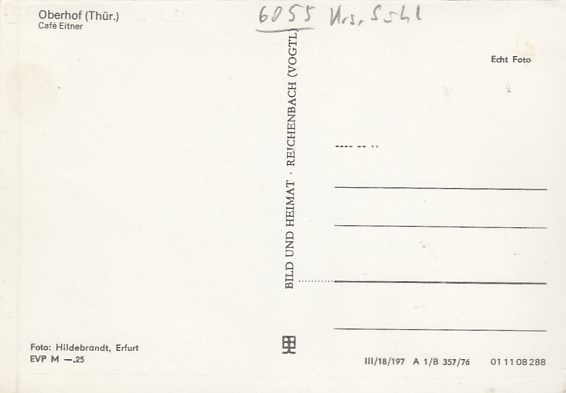 Oberhof (Thür.)
Café Eitner
6055 Krs. Suhl
Echt Foto
BILD UND HEIMAT · REICHENBACH (VOGTL)
Foto: Hildebrandt, Erfurt
EVP M —.25
III/18/197 A 1/B 357/76 01 11 08 288